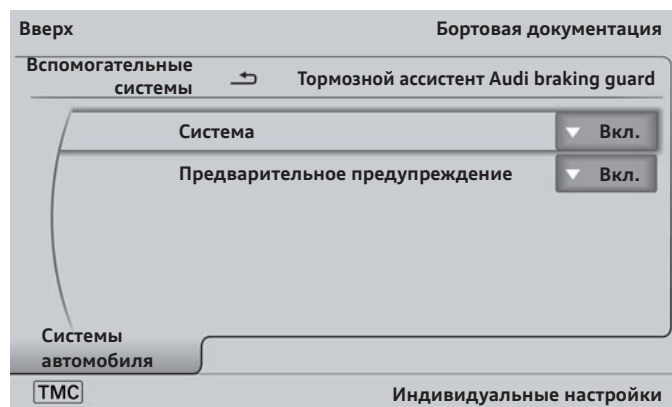 Вверх
Бортовая документация
Вспомогательные
системы
Тормозной ассистент Audi braking guard
Система
Вкл.
Предварительное предупреждение
Вкл.
Системы
автомобиля
TMC
Индивидуальные настройки